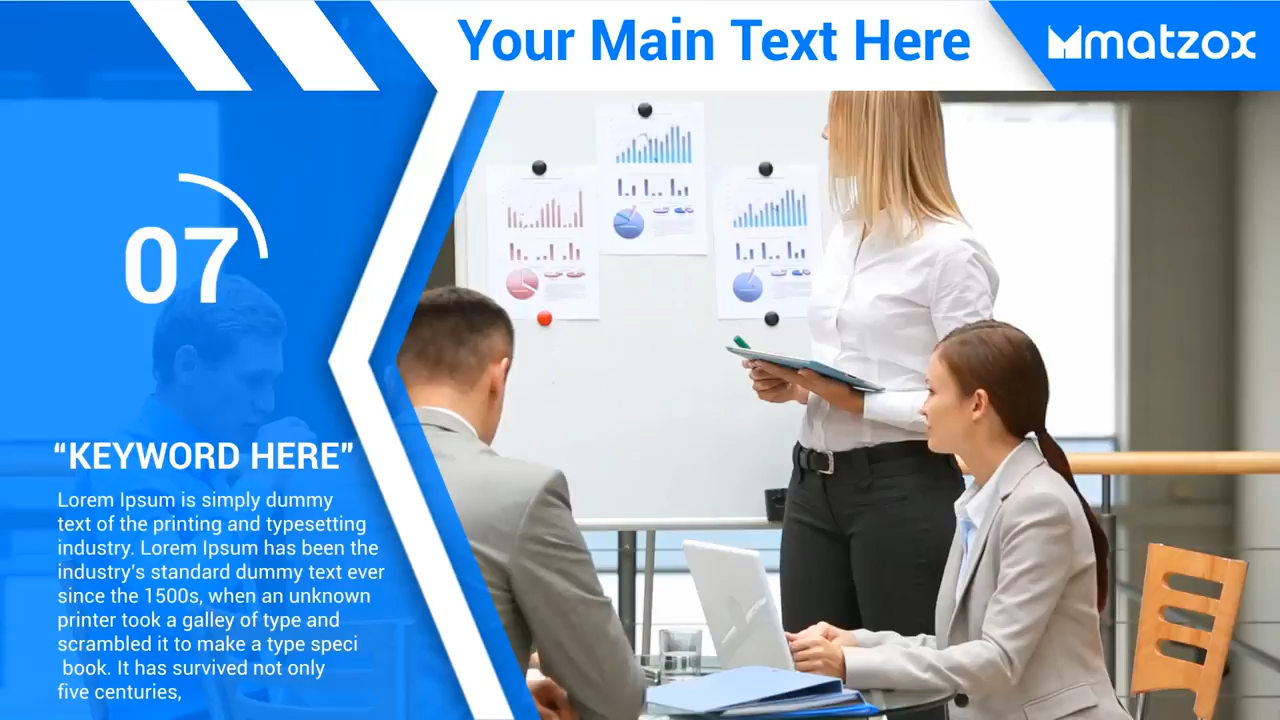 Your Main Text Here
matzox
07
“KEYWORD HERE”
Lorem Ipsum is simply dummy
text of the printing and typesetting
industry. Lorem Ipsum has been the
industry's standard dummy text ever
since the 1500s, when an unknown
printer took a galley of type and
scrambled it to make a type speci
book. It has survived not only
five centuries,